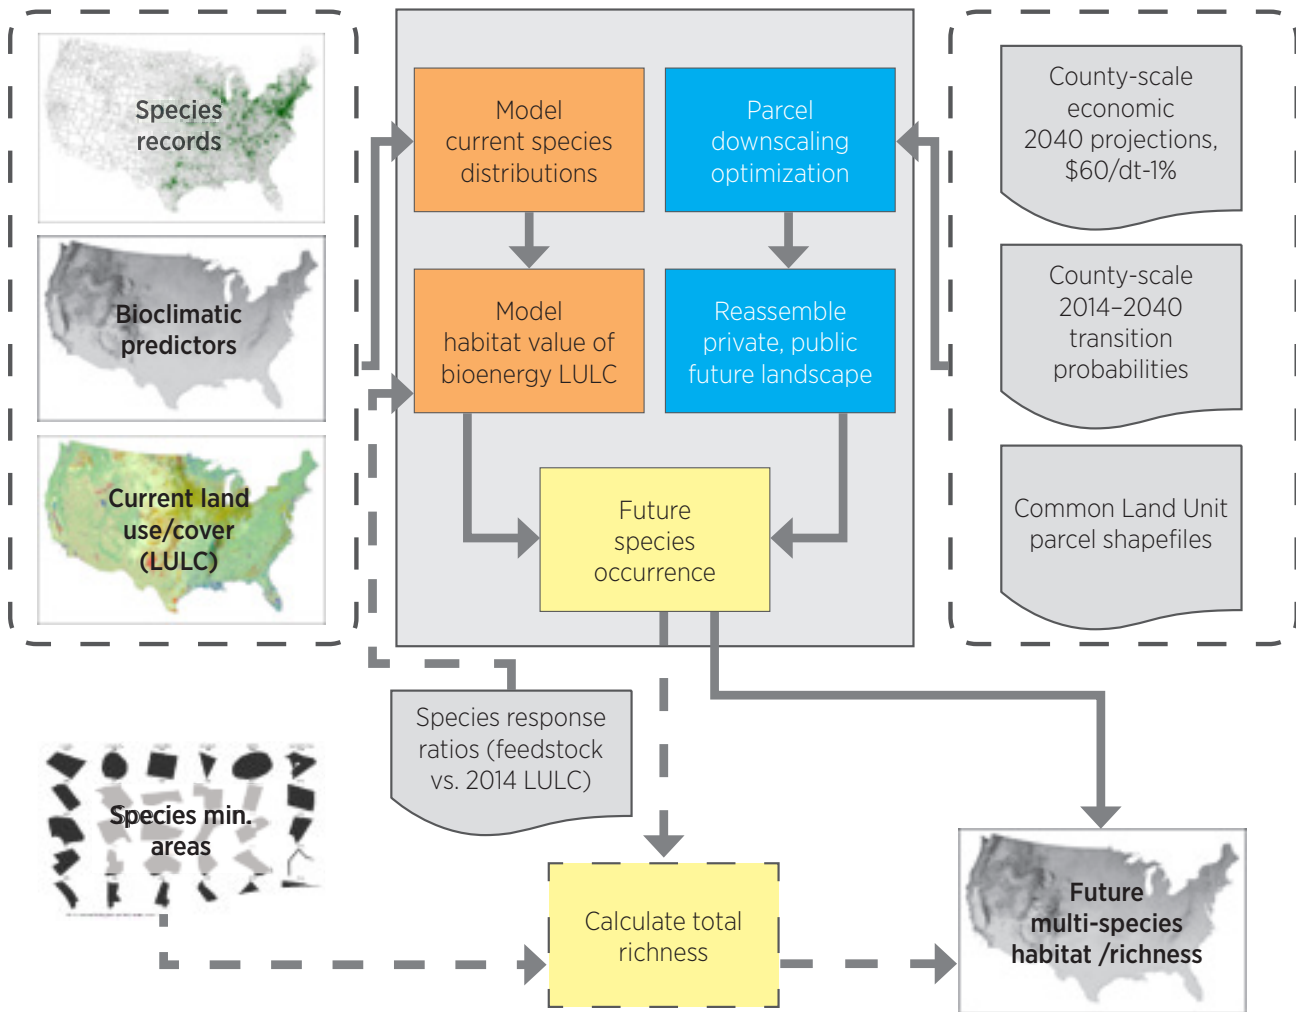 Species
records
Bioclimatic
predictors
Current land
use/cover
(LULC)
Model
current species
distributions
Parcel
downscaling
optimization
Model
habitat value of
bioenergy LULC
Reassemble
private, public
future landscape
Future
species
occurrence
County-scale
economic
2040 projections,
$60/dt-1%
County-scale
2014–2040
transition
probabilities
Common Land Unit
parcel shapefiles
Species response
ratios (feedstock
vs. 2014 LULC)
Species min.
areas
Calculate total
richness
Future
multi-species
habitat /richness